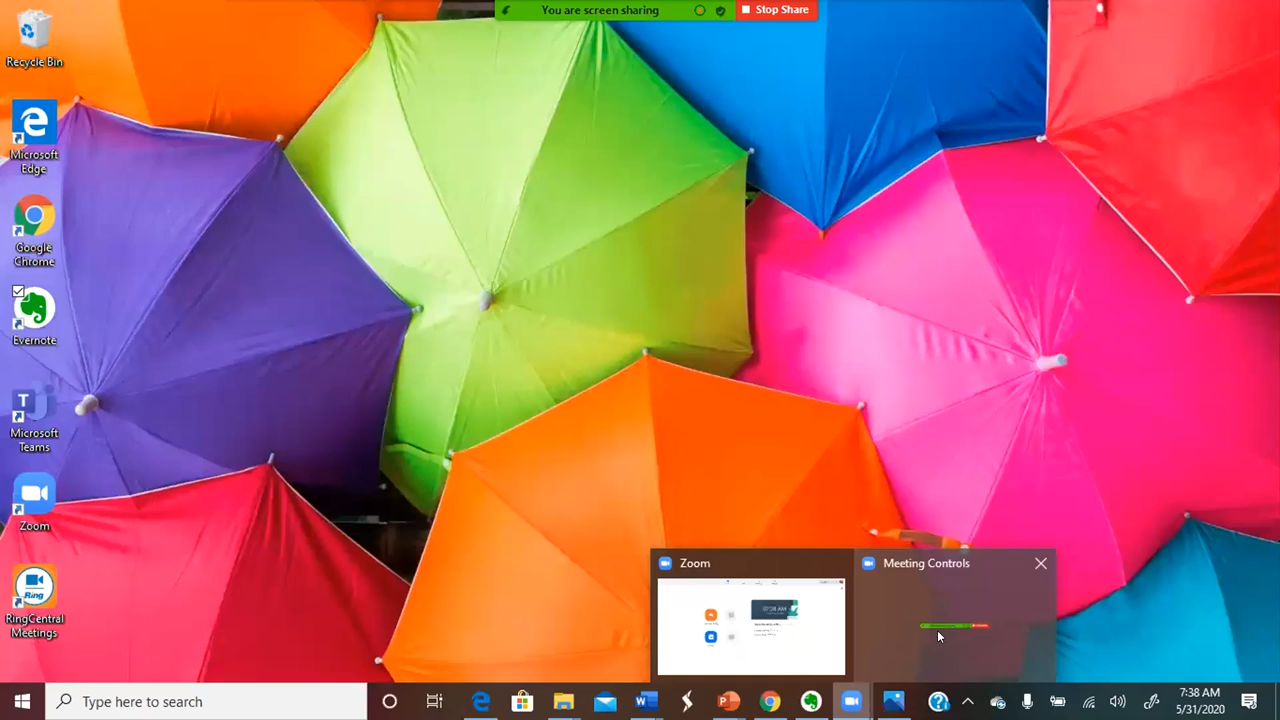 You are screen sharing
Stop Share
Recycle Bin
Microsoft
Edge
Google
Chrome
Evernote
Microsoft
Teams
Zoom
Ring
RingCentral
Meetings
Zoom
Meeting Controls
Type here to search
7:38 AM
5/31/2020